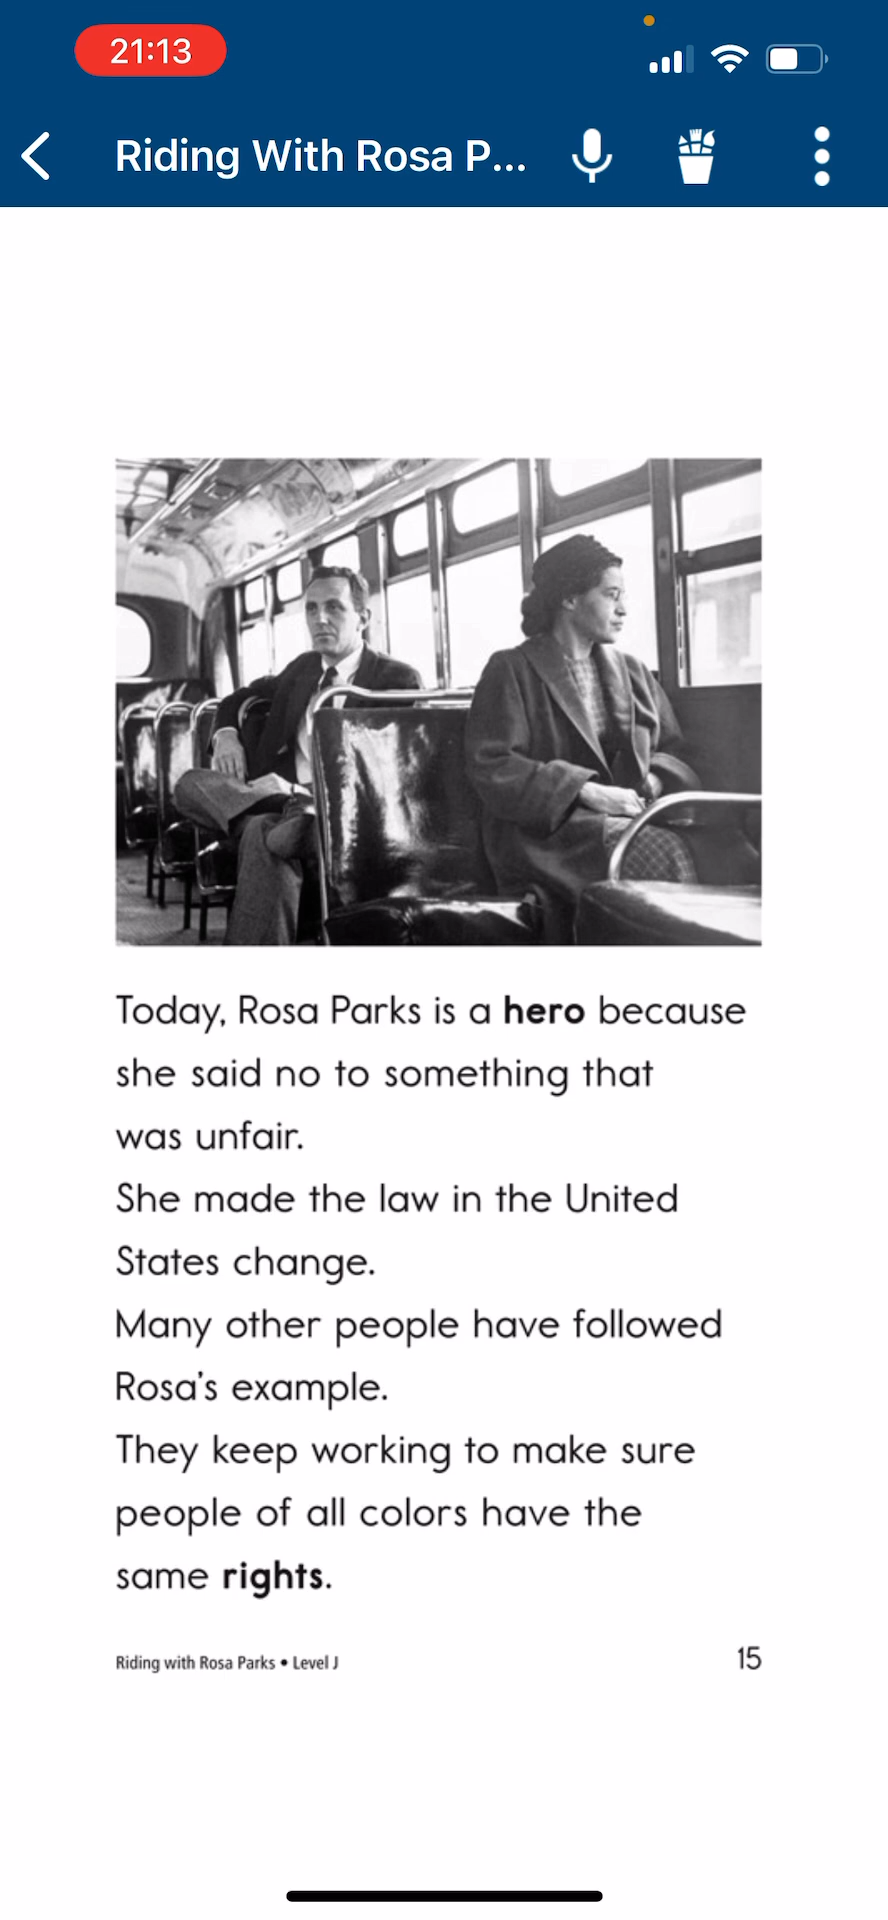 21:13
Riding With Rosa P...
Today, Rosa Parks is a hero because
she said no to something that
was unfair.
She made the law in the United
States change.
Many other people have followed
Rosa's example.
They keep working to make sure
people of all colors have the
same rights.
Riding with Rosa Parks • Level J
15